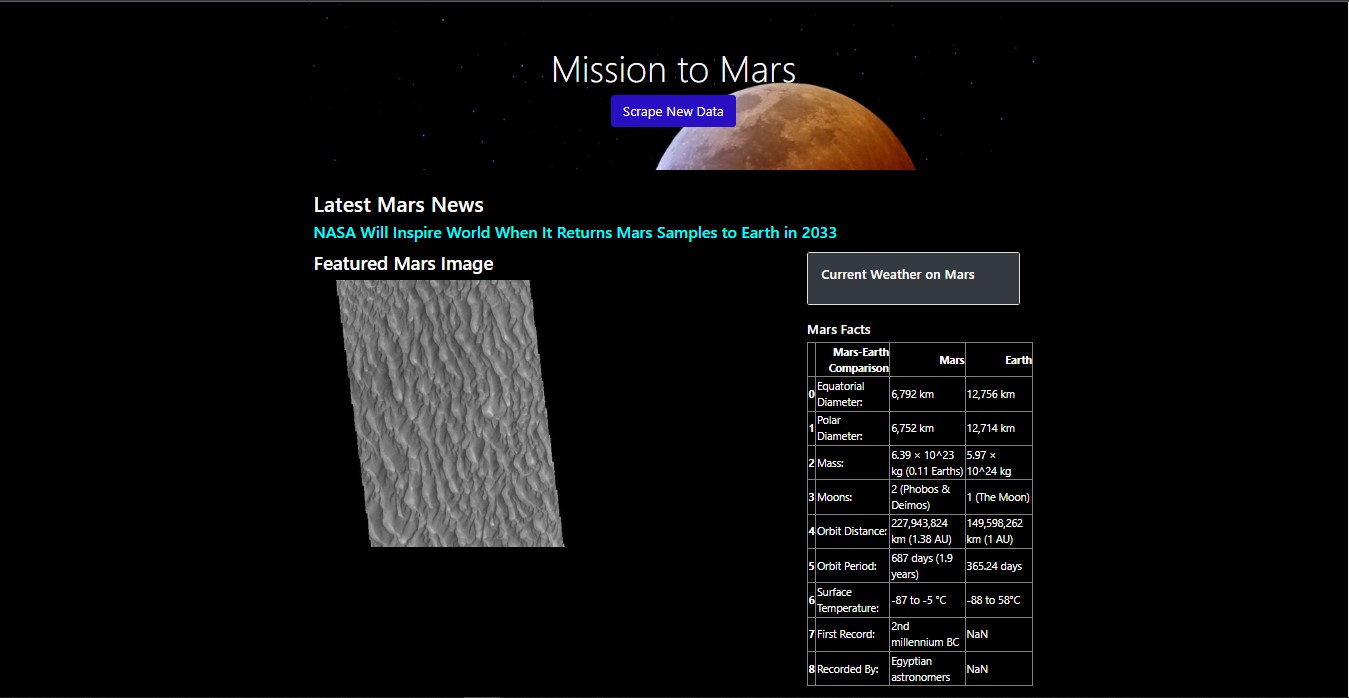 Mission to Mars
Scrape New Data
Latest Mars News
NASA Will Inspire World When It Returns Mars Samples to Earth in 2033
Featured Mars Image
Current Weather on Mars
Mars Facts
Mars-Earth Comparison Mars Earth
0 Equatorial Diameter: 6,792 km 12,756 km
1 Polar Diameter: 6,752 km 12,714 km
2 Mass: 6.39 × 10^23 kg (0.11 Earths) 5.97 × 10^24 kg
3 Moons: 2 (Phobos & Deimos) 1 (The Moon)
4 Orbit Distance: 227,943,824 km (1.38 AU) 149,598,262 km (1 AU)
5 Orbit Period: 687 days (1.9 years) 365.24 days
6 Surface Temperature: -87 to -5 °C -88 to 58°C
7 First Record: 2nd millennium BC NaN
8 Recorded By: Egyptian astronomers NaN